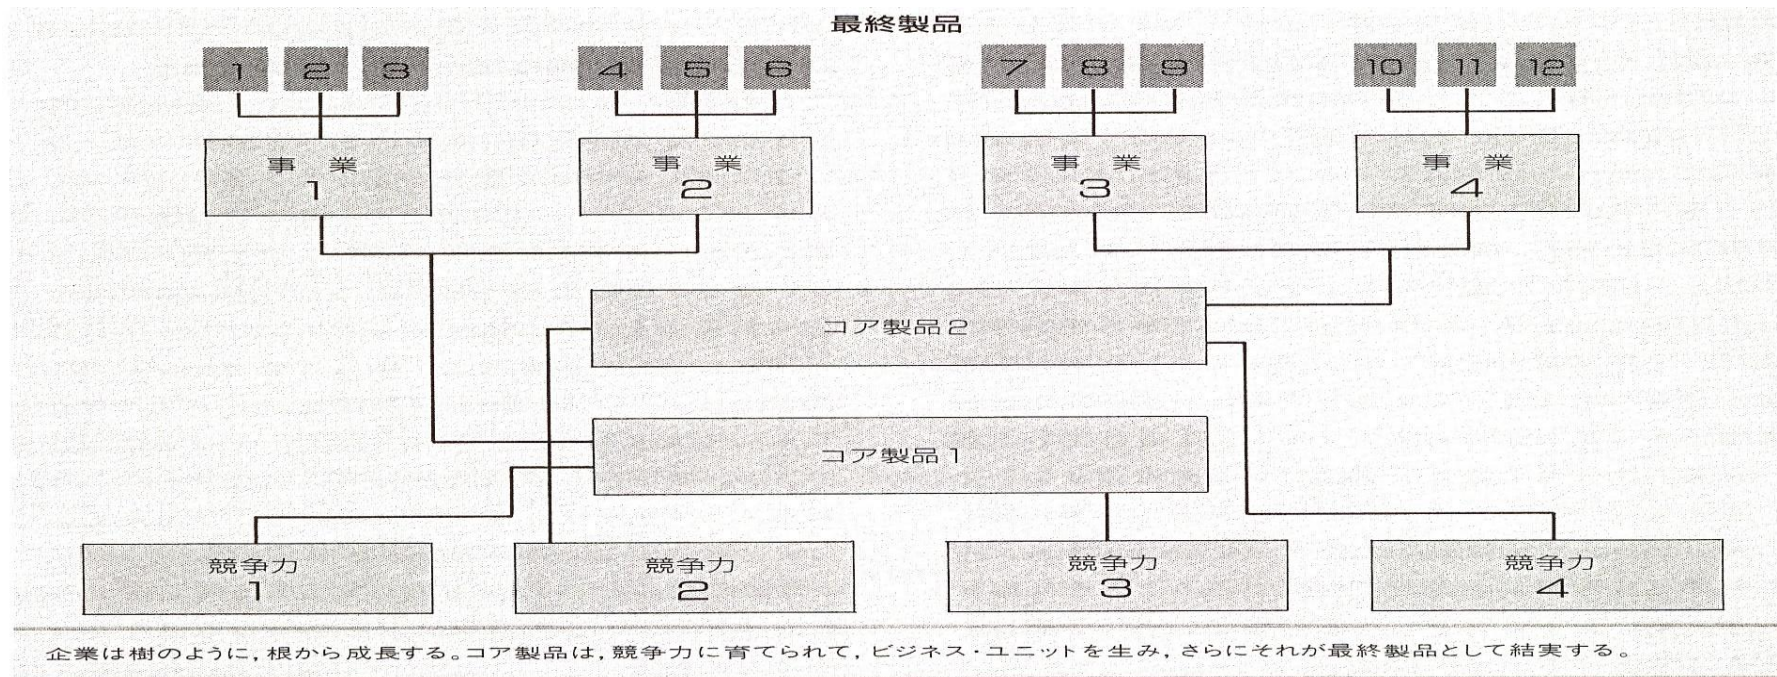 最終製品
1 2 3 4 5 6 7 8 9 10 11 12
事業 事業 事業 事業
1 2 3 4
コア製品2
コア製品1
競争力 競争力 競争力 競争力
1 2 3 4
企業は樹のように,根から成長する。コア製品は,競争力に育てられて,ビジネス・ユニットを生み,さらにそれが最終製品として結実する。